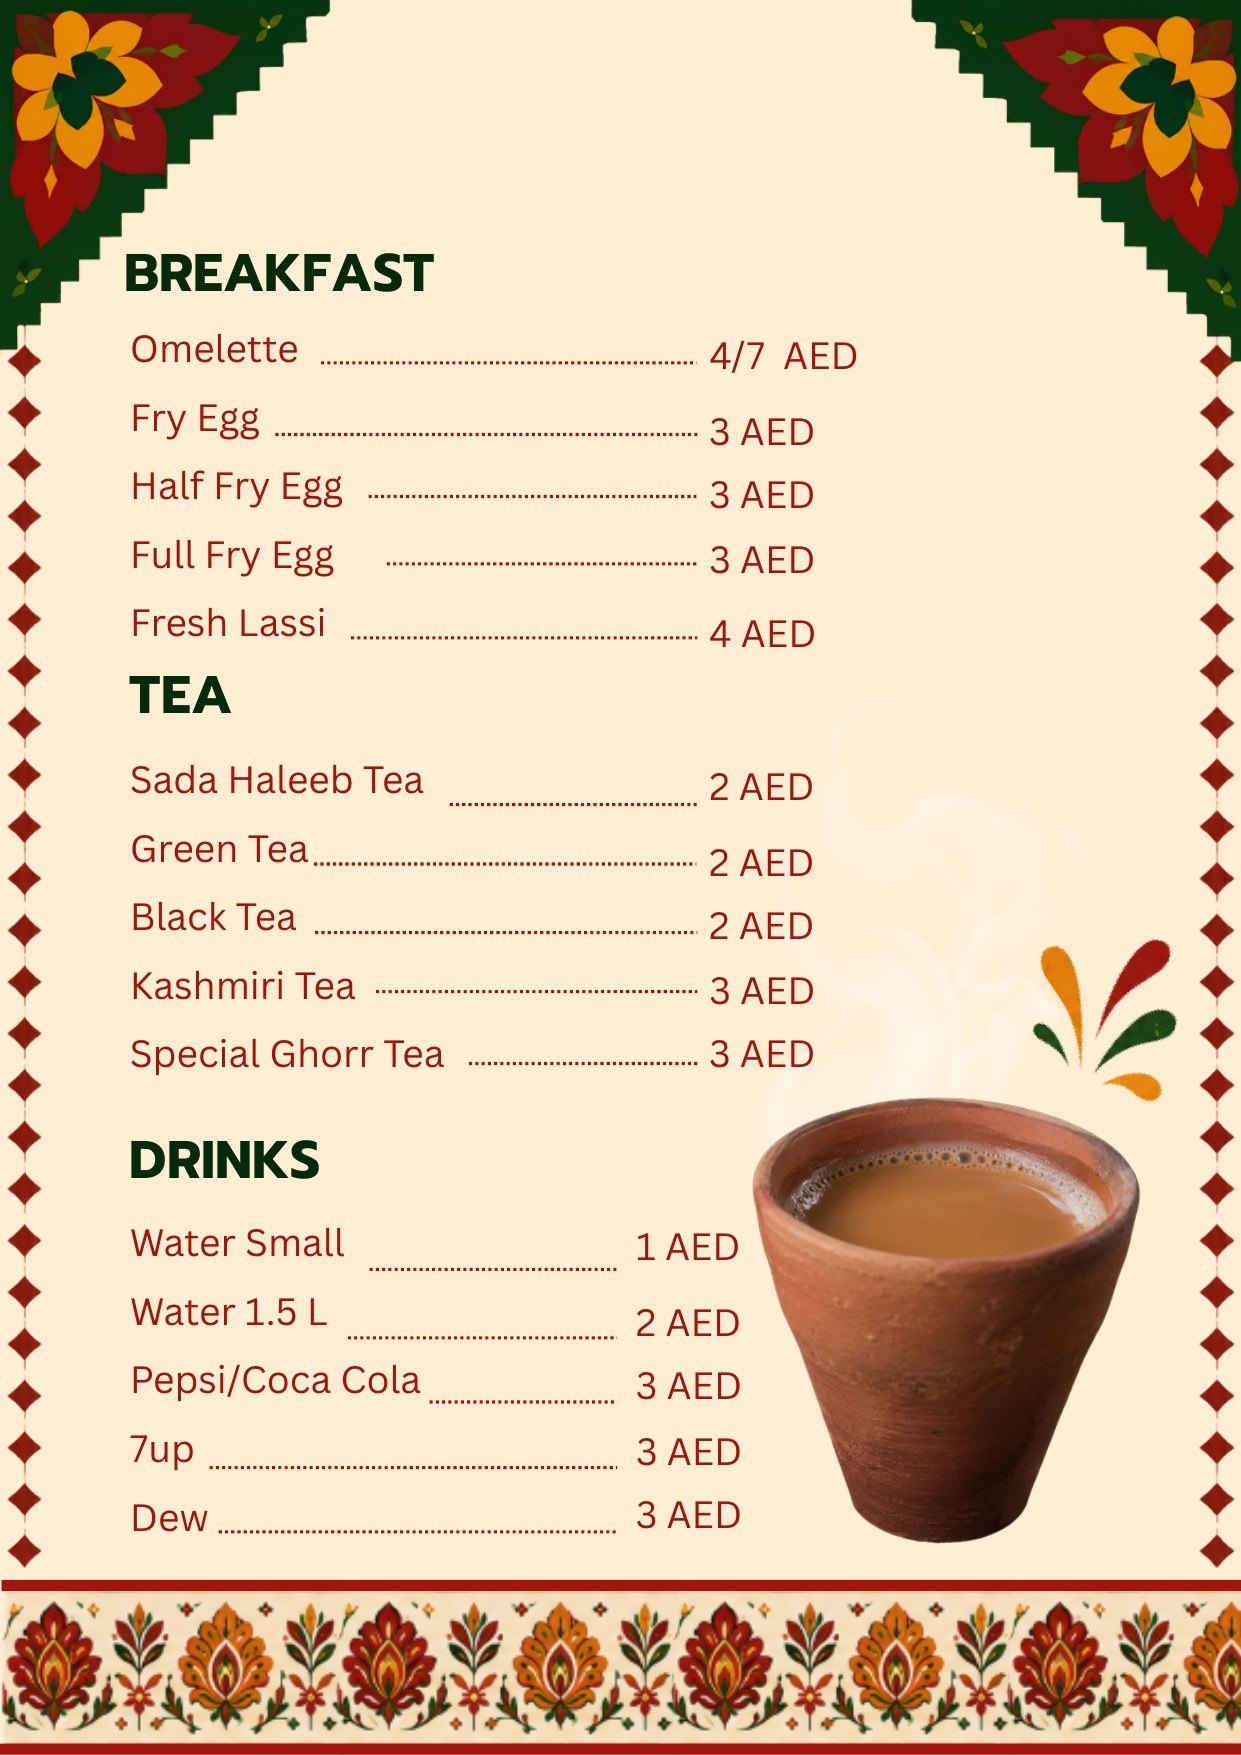 BREAKFAST
Omelette 4/7 AED
Fry Egg 3 AED
Half Fry Egg 3 AED
Full Fry Egg 3 AED
Fresh Lassi 4 AED
TEA
Sada Haleeb Tea 2 AED
Green Tea 2 AED
Black Tea 2 AED
Kashmiri Tea 3 AED
Special Ghorr Tea 3 AED
DRINKS
Water Small 1 AED
Water 1.5 L 2 AED
Pepsi/Coca Cola 3 AED
7up 3 AED
Dew 3 AED